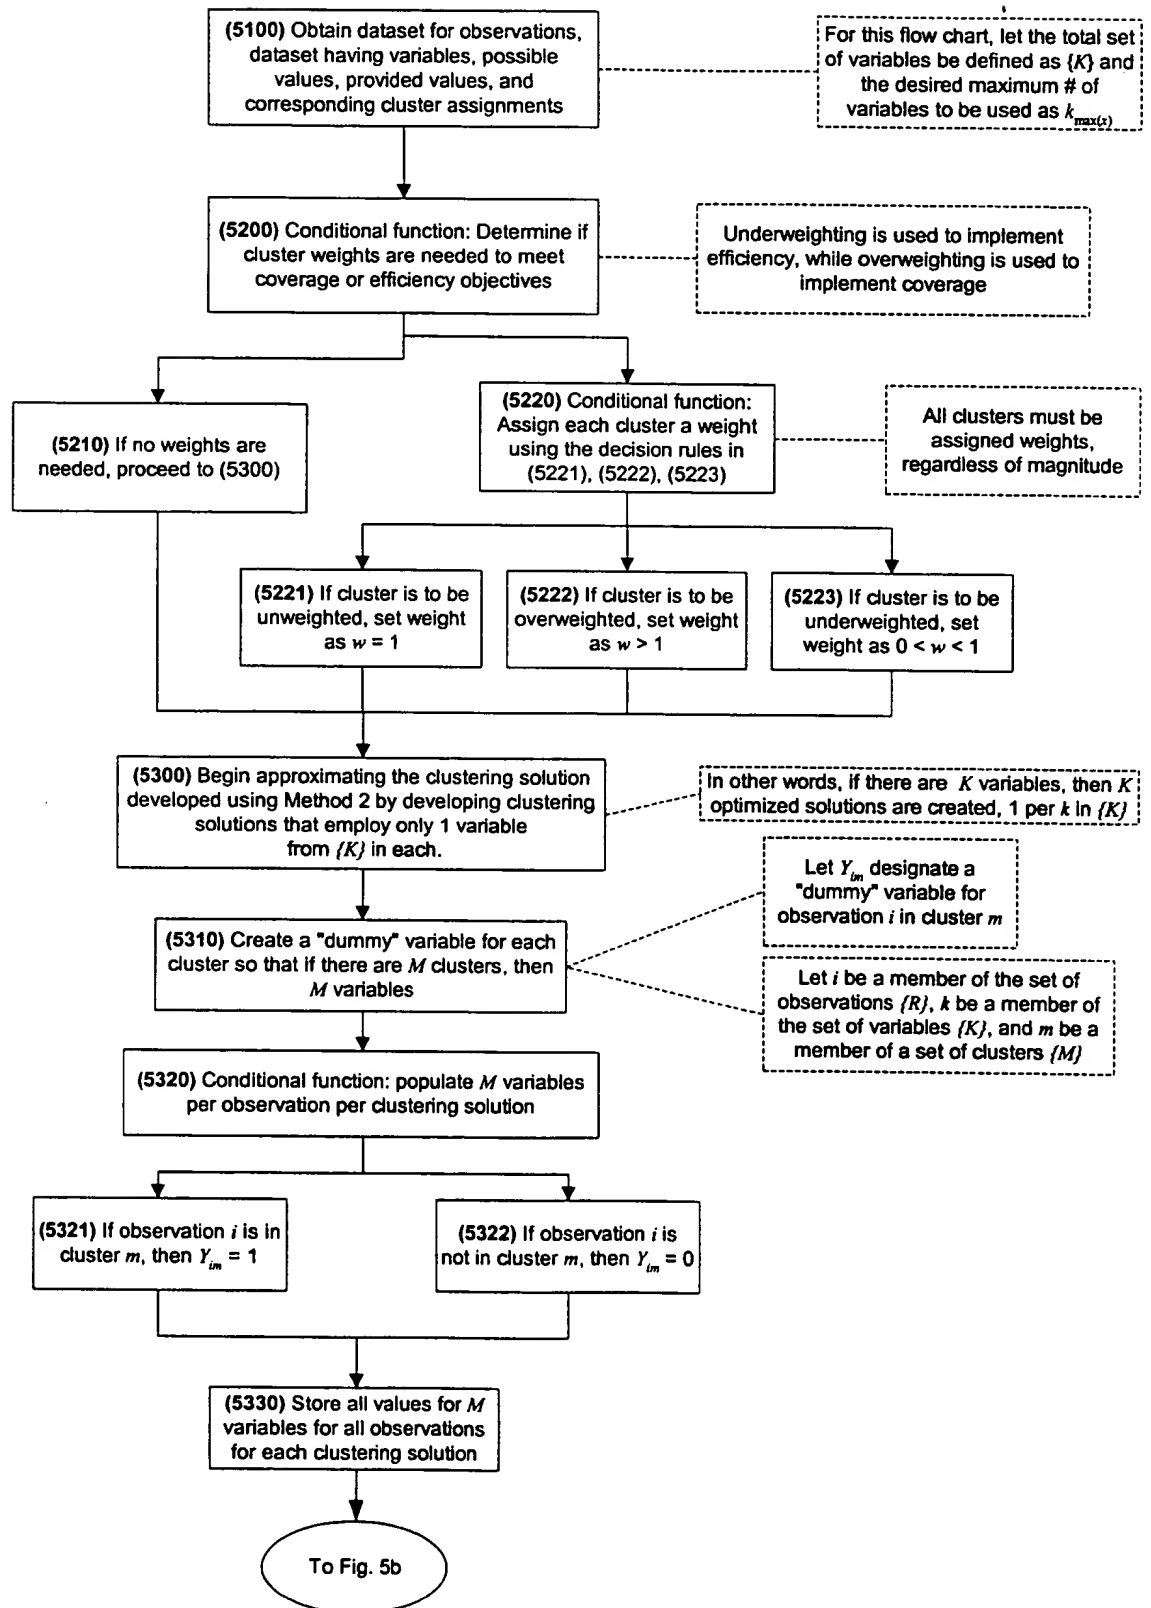 (5100) Obtain dataset for observations,
dataset having variables, possible
values, provided values, and
corresponding cluster assignments
For this flow chart, let the total set
of variables be defined as {K} and
the desired maximum # of
variables to be used as k_max(x)
(5200) Conditional function: Determine if
cluster weights are needed to meet
coverage or efficiency objectives
Underweighting is used to implement
efficiency, while overweighting is used to
implement coverage
(5210) If no weights are
needed, proceed to (5300)
(5220) Conditional function:
Assign each cluster a weight
using the decision rules in
(5221), (5222), (5223)
All clusters must be
assigned weights,
regardless of magnitude
(5221) If cluster is to be
unweighted, set weight
as w = 1
(5222) If cluster is to be
overweighted, set weight
as w > 1
(5223) If cluster is to be
underweighted, set
weight as 0 < w < 1
(5300) Begin approximating the clustering solution
developed using Method 2 by developing clustering
solutions that employ only 1 variable
from {K} in each.
In other words, if there are K variables, then K
optimized solutions are created, 1 per k in {K}
Let Y_im designate a
"dummy" variable for
observation i in cluster m
(5310) Create a "dummy" variable for each
cluster so that if there are M clusters, then
M variables
Let i be a member of the set of
observations {R}, k be a member of
the set of variables {K}, and m be a
member of a set of clusters {M}
(5320) Conditional function: populate M variables
per observation per clustering solution
(5321) If observation i is in
cluster m, then Y_im = 1
(5322) If observation i is
not in cluster m, then Y_im = 0
(5330) Store all values for M
variables for all observations
for each clustering solution
To Fig. 5b